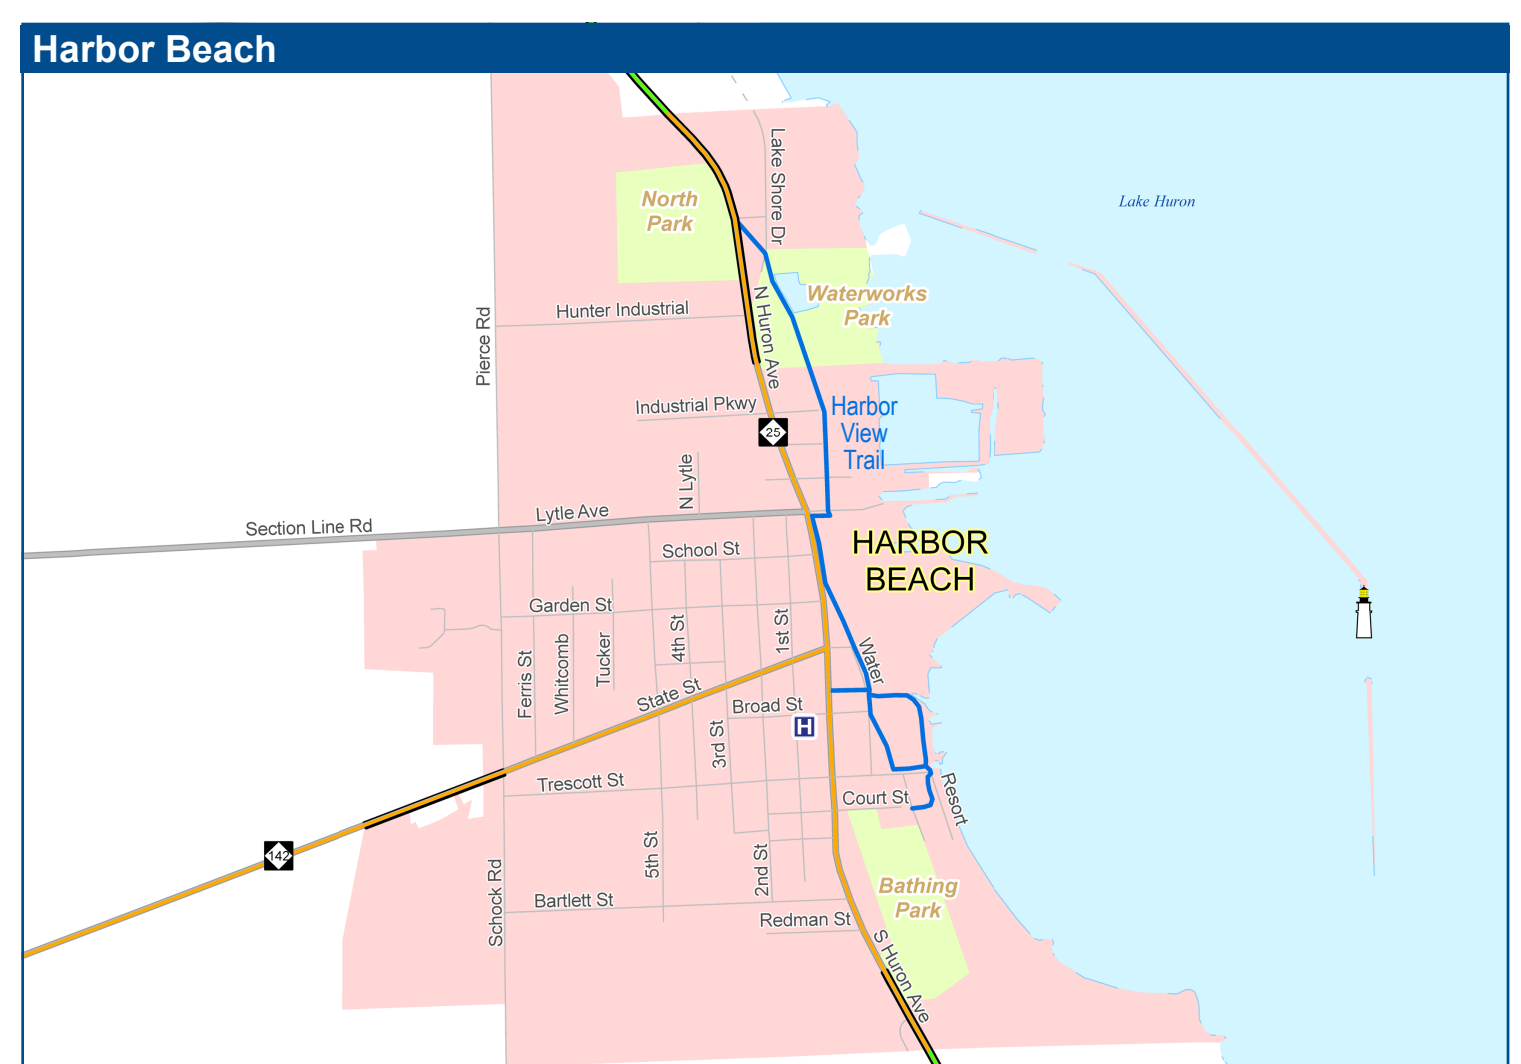 Harbor Beach
Lake Shore Dr
North
Park
Lake Huron
Waterworks
Park
Hunter Industrial
N Huron Ave
Pierce Rd
Industrial Pkwy
Harbor
View
Trail
25
N Lytle
Lytle Ave
Section Line Rd
HARBOR
BEACH
School St
Garden St
1st St
4th St
Tucker
Whitcomb
Ferris St
Water
State St
Broad St
H
3rd St
Trescott St
Court St
Resort
142
5th St
2nd St
Schock Rd
Bathing
Park
Bartlett St
Redman St
S Huron Ave